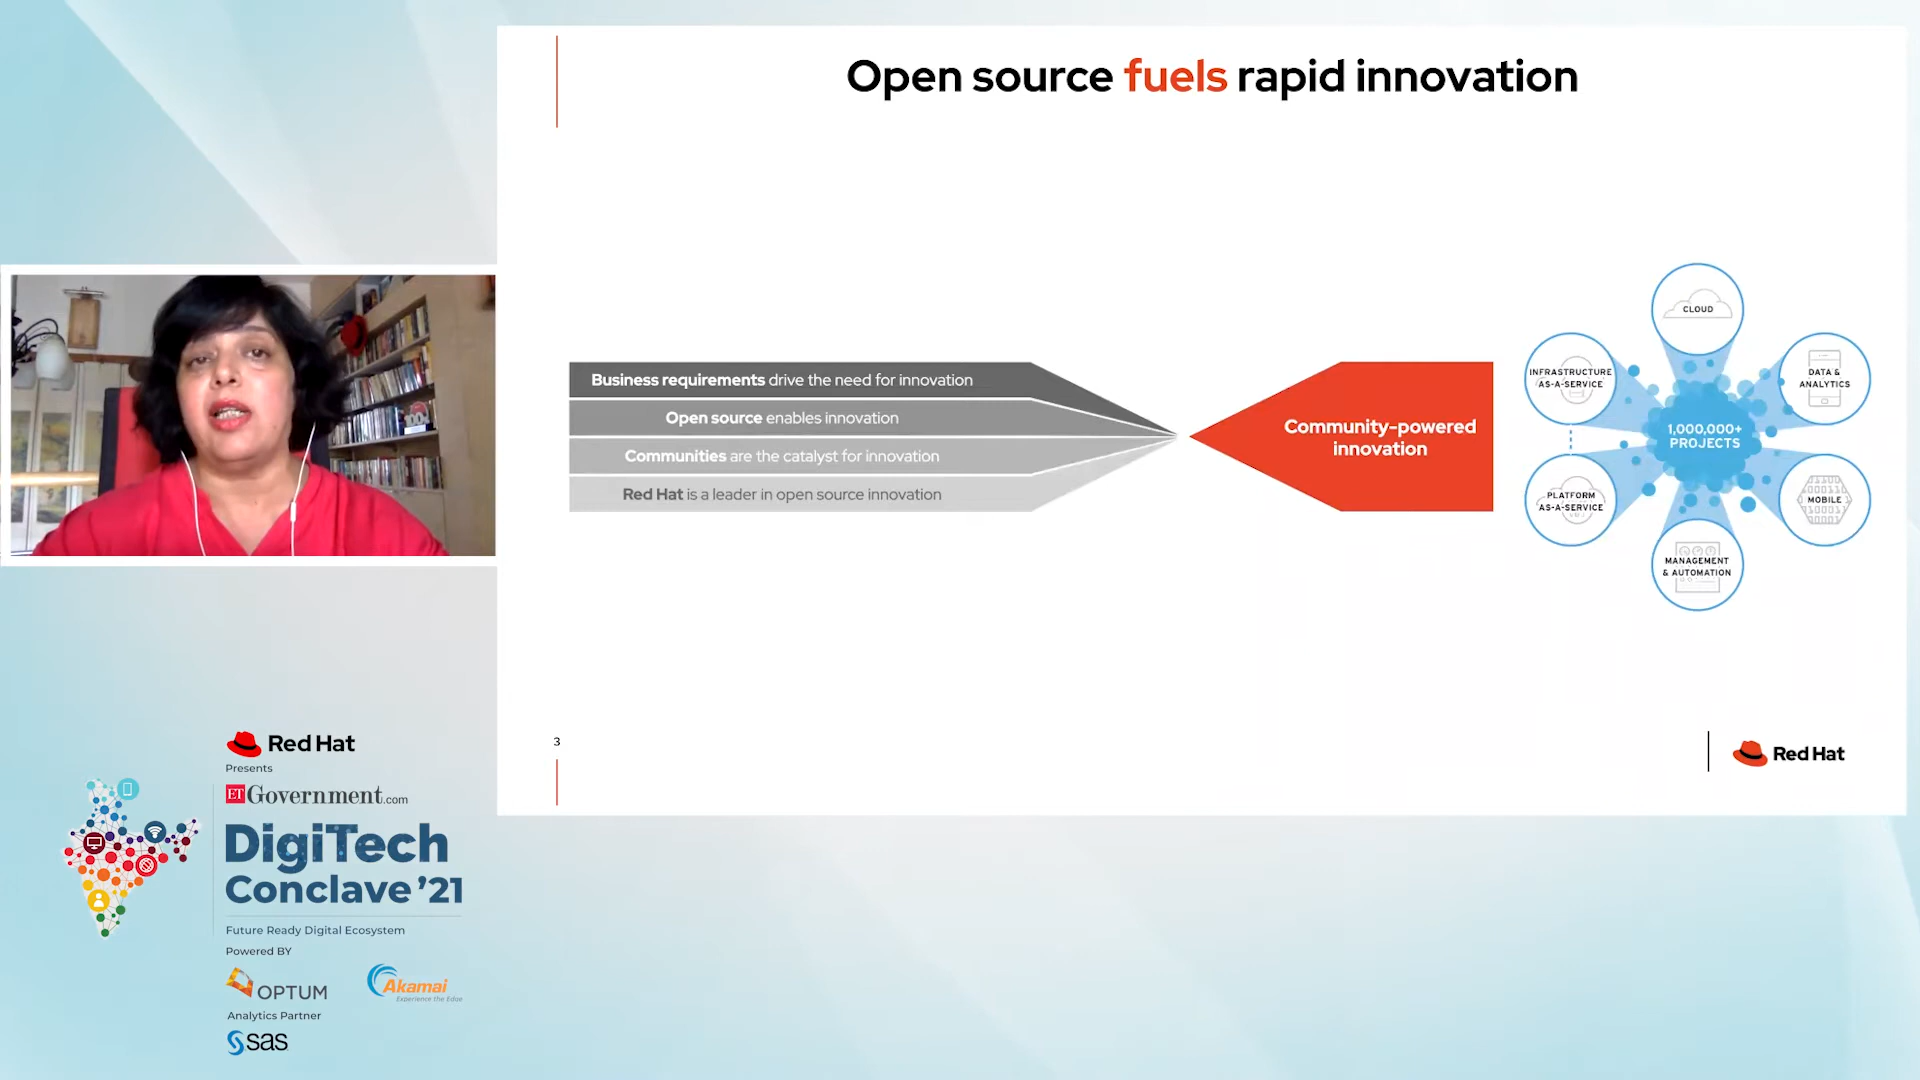 Open source fuels rapid innovation
Business requirements drive the need for innovation
Open source enables innovation
Communities are the catalyst for innovation
Red Hat is a leader in open source innovation
Community-powered
innovation
CLOUD
INFRASTRUCTURE
AS-A-SERVICE
DATA &
ANALYTICS
1,000,000+
PROJECTS
PLATFORM
AS-A-SERVICE
MOBILE
MANAGEMENT
& AUTOMATION
3
Red Hat
Red Hat
Presents
ET Government.com
DigiTech
Conclave '21
Future Ready Digital Ecosystem
Powered BY
OPTUM
Akamai
Experience the Edge
Analytics Partner
sas